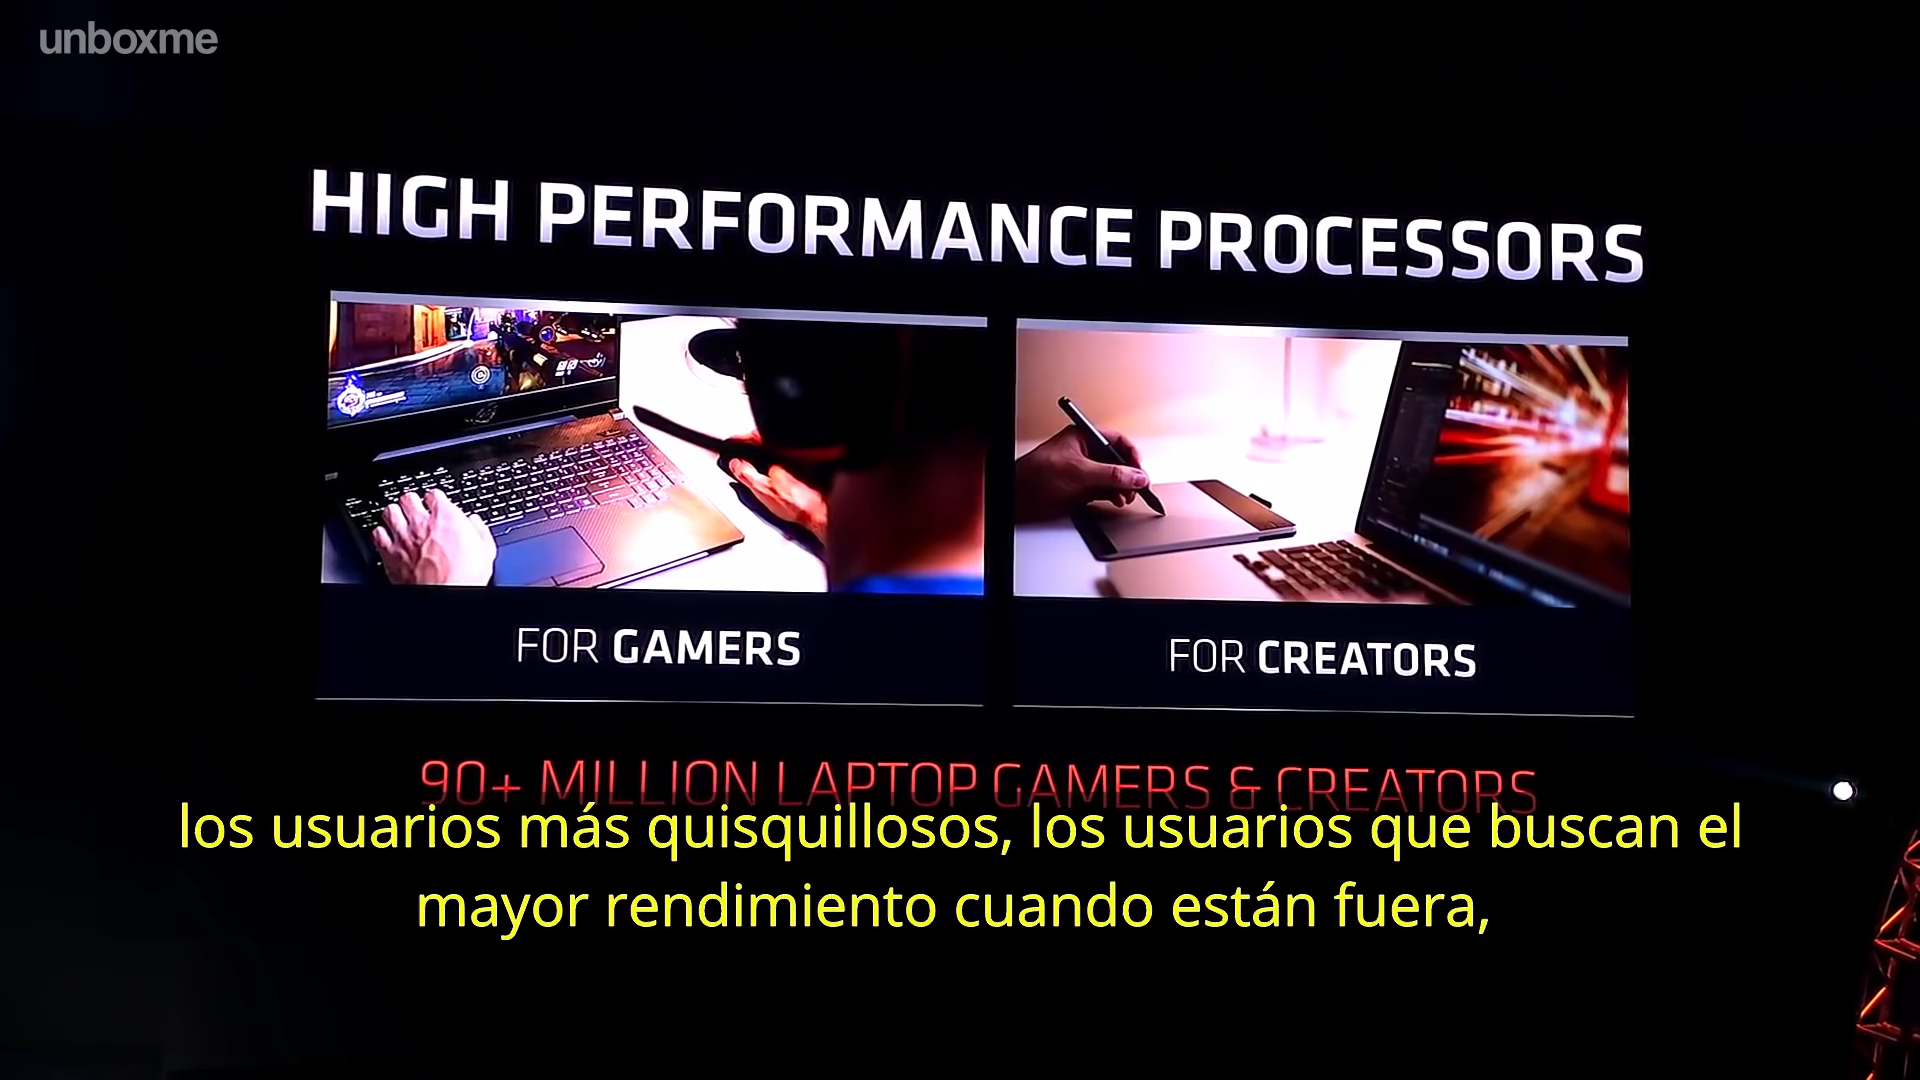 unboxme
HIGH PERFORMANCE PROCESSORS
FOR GAMERS
FOR CREATORS
90+ MILLION LAPTOP GAMERS & CREATORS
los usuarios más quisquillosos, los usuarios que buscan el
mayor rendimiento cuando están fuera,